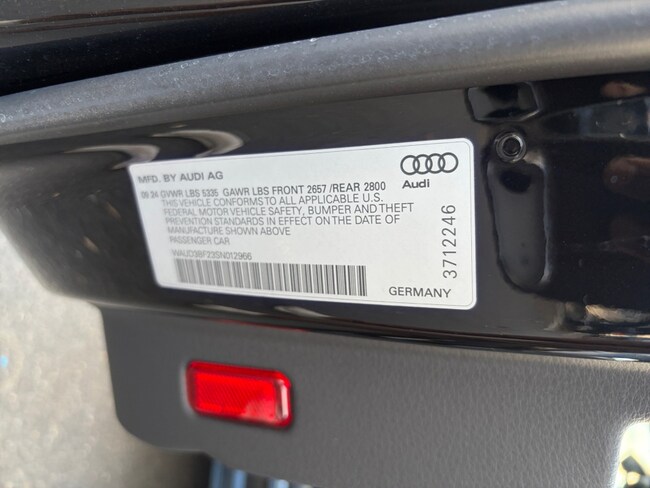 MFD. BY AUDI AG
09 24 GVWR LBS 5335 GAWR LBS FRONT 2657 /REAR 2800
THIS VEHICLE CONFORMS TO ALL APPLICABLE U.S.
FEDERAL MOTOR VEHICLE SAFETY, BUMPER AND THEFT
PREVENTION STANDARDS IN EFFECT ON THE DATE OF
MANUFACTURE SHOWN ABOVE
PASSENGER CAR
WAUD3BF23SN012966
Audi
3712246
GERMANY